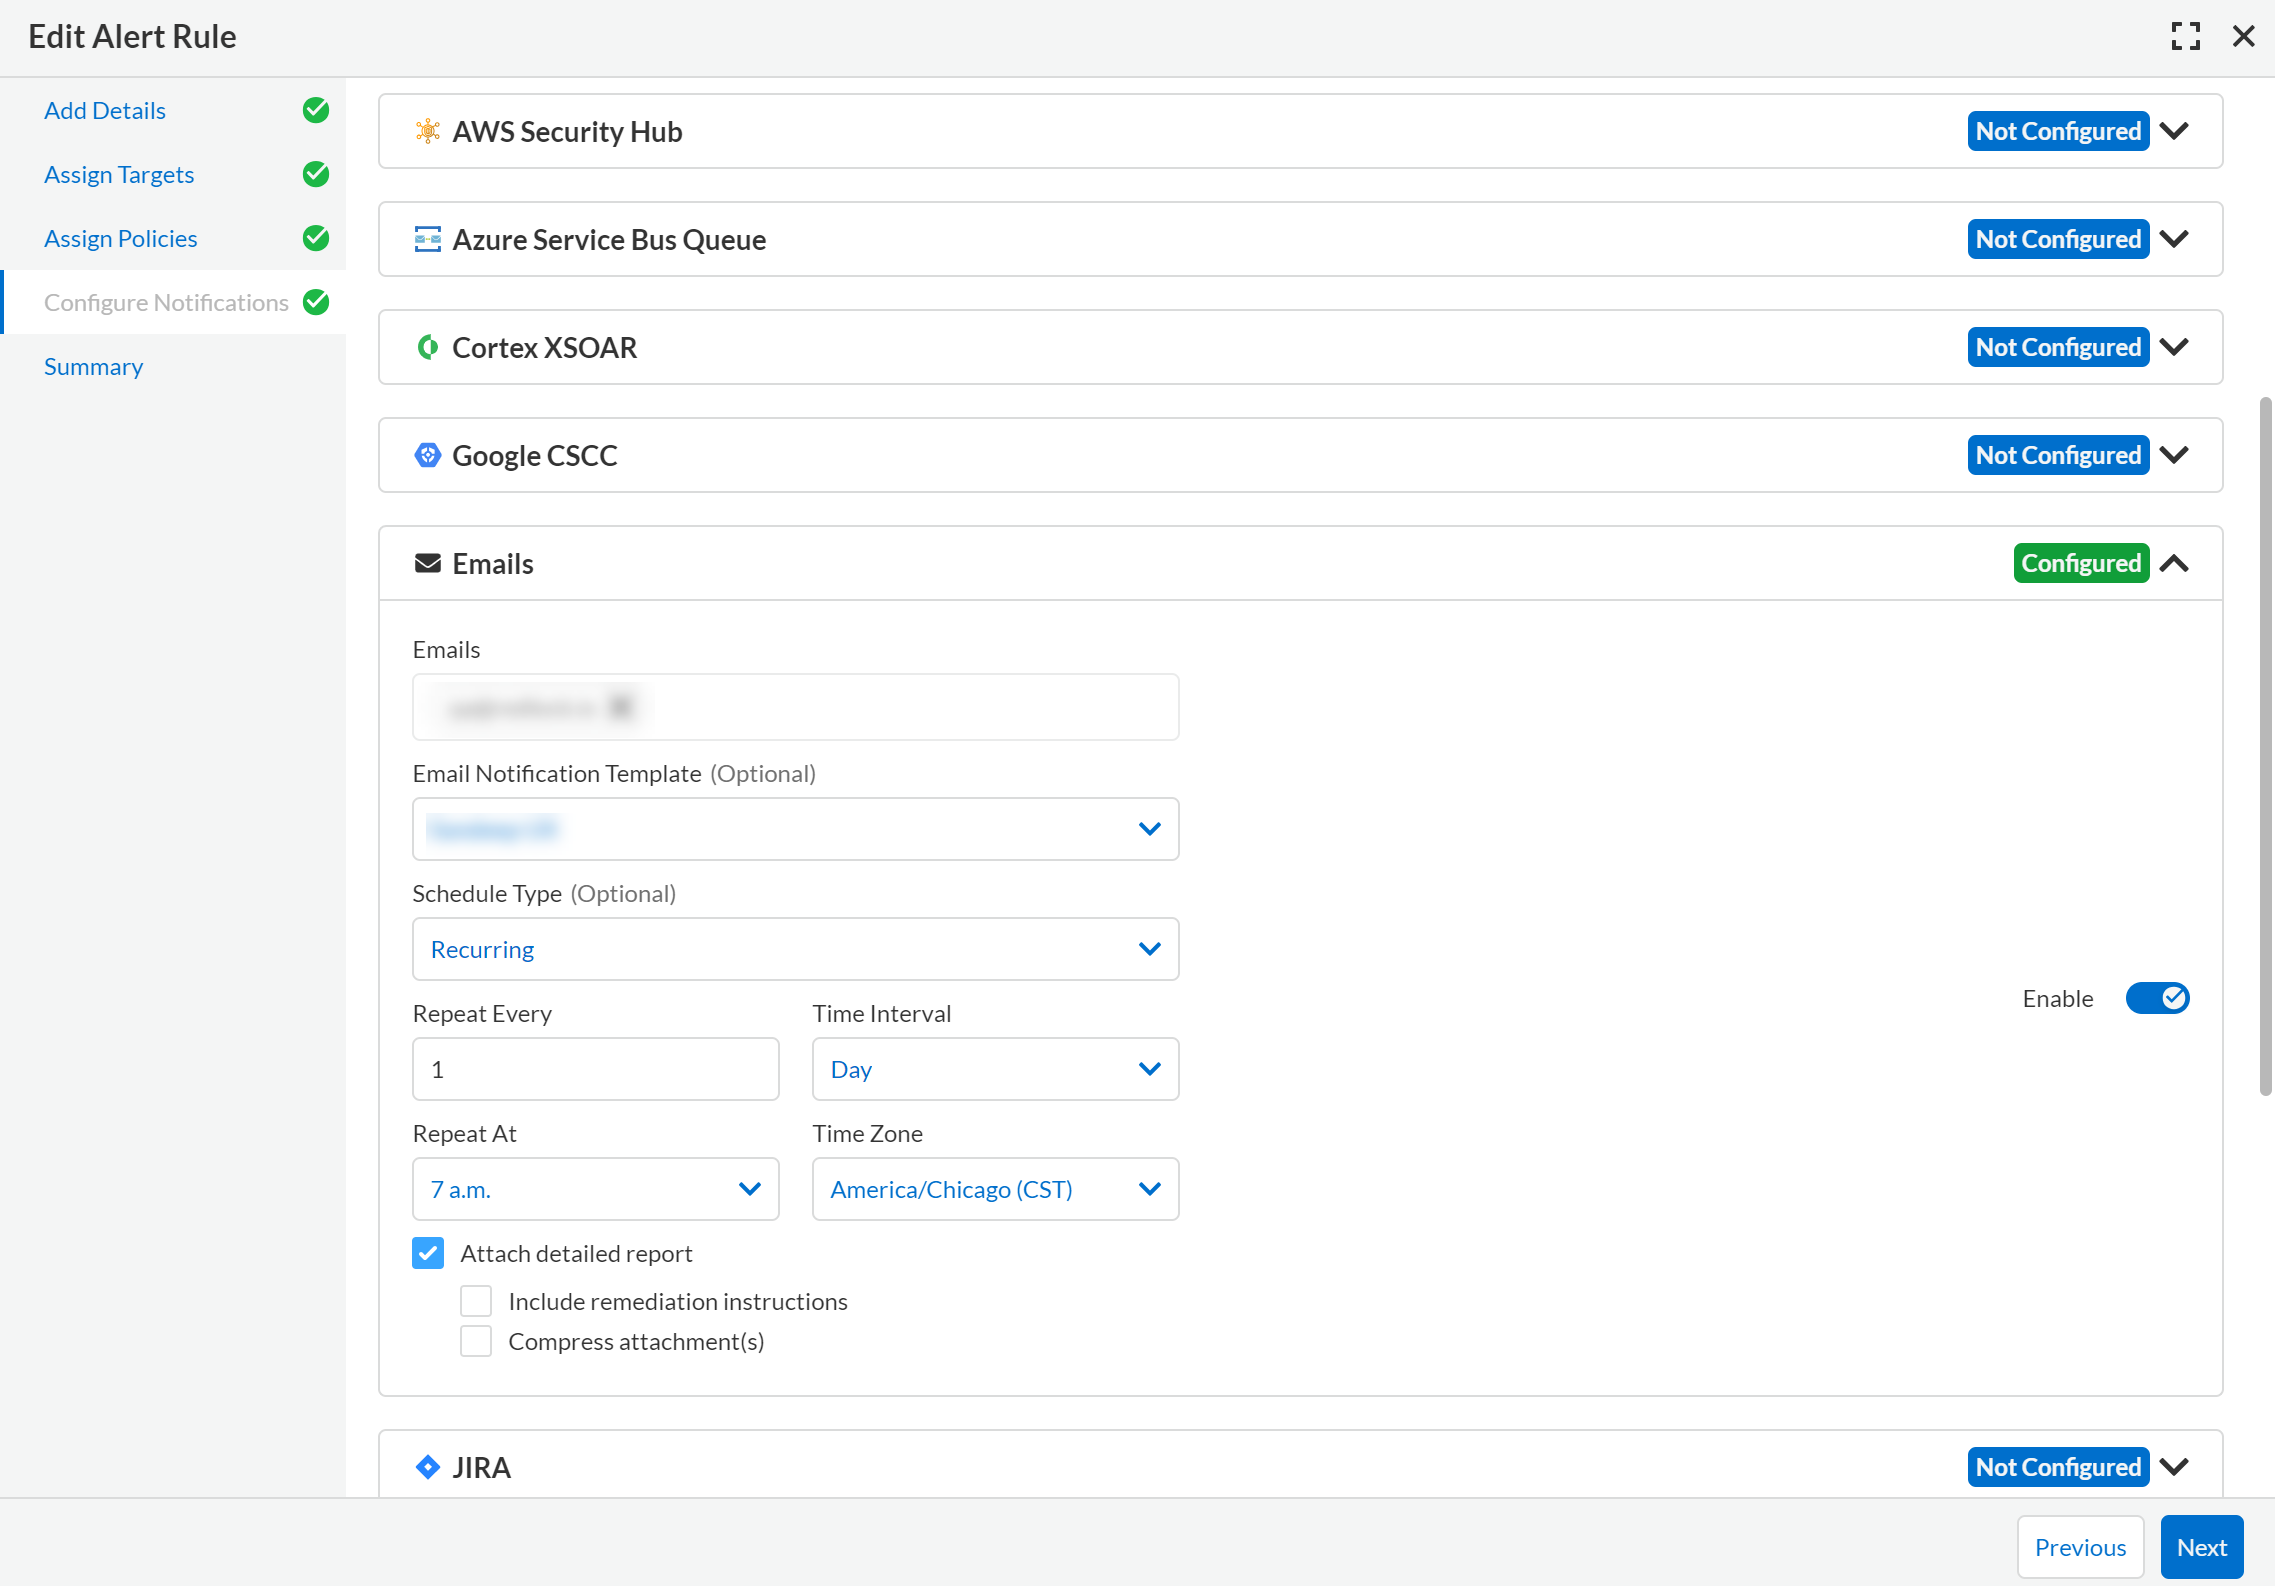 Edit Alert Rule
Add Details
Assign Targets
Assign Policies
Configure Notifications
Summary
AWS Security Hub
Not Configured
Azure Service Bus Queue
Not Configured
Cortex XSOAR
Not Configured
Google CSCC
Not Configured
Emails
Configured
Emails
Email Notification Template (Optional)
Schedule Type (Optional)
Recurring
Repeat Every
Time Interval
1
Day
Enable
Repeat At
Time Zone
7 a.m.
America/Chicago (CST)
Attach detailed report
Include remediation instructions
Compress attachment(s)
JIRA
Not Configured
Previous
Next